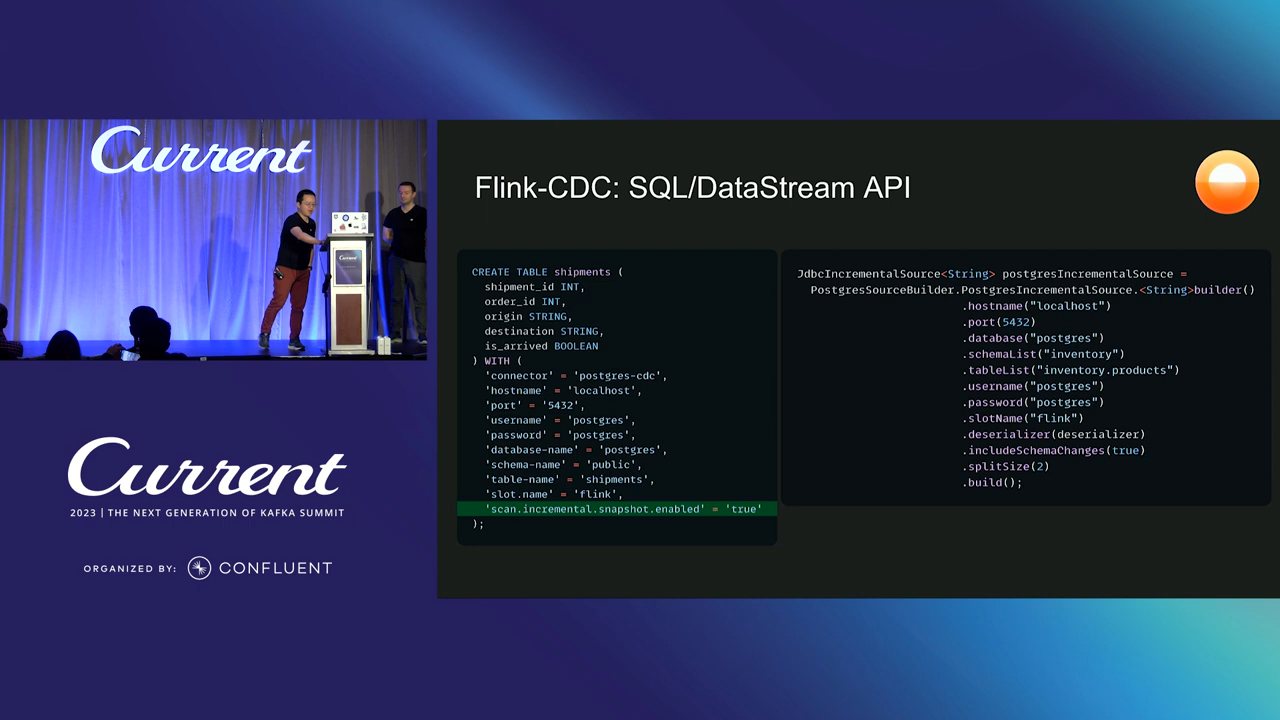 Current
Current
Current
2023 | THE NEXT GENERATION OF KAFKA SUMMIT
ORGANIZED BY: CONFLUENT
Flink-CDC: SQL/DataStream API
CREATE TABLE shipments (
  shipment_id INT,
  order_id INT,
  origin STRING,
  destination STRING,
  is_arrived BOOLEAN
) WITH (
  'connector' = 'postgres-cdc',
  'hostname' = 'localhost',
  'port' = '5432',
  'username' = 'postgres',
  'password' = 'postgres',
  'database-name' = 'postgres',
  'schema-name' = 'public',
  'table-name' = 'shipments',
  'slot.name' = 'flink',
  'scan.incremental.snapshot.enabled' = 'true'
);
JdbcIncrementalSource<String> postgresIncrementalSource =
  PostgresSourceBuilder.PostgresIncrementalSource.<String>builder()
    .hostname("localhost")
    .port(5432)
    .database("postgres")
    .schemaList("inventory")
    .tableList("inventory.products")
    .username("postgres")
    .password("postgres")
    .slotName("flink")
    .deserializer(deserializer)
    .includeSchemaChanges(true)
    .splitSize(2)
    .build();